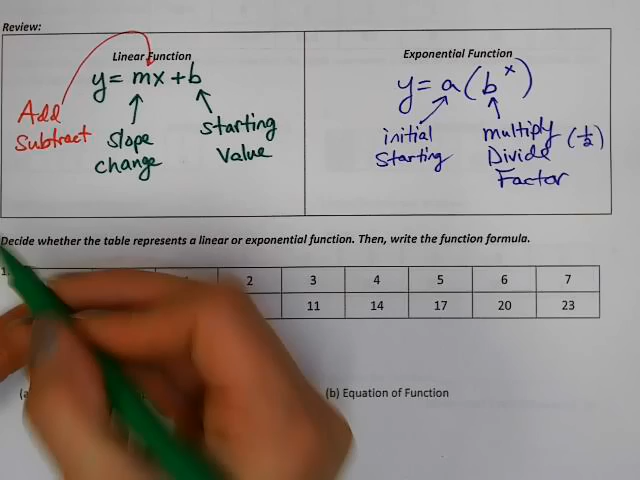 Review:
Linear Function
y = mx + b
Add
Subtract
slope
change
starting
value
Exponential Function
y = a(b^x)
initial
starting
multiply
Divide (1/2)
Factor
Decide whether the table represents a linear or exponential function. Then, write the function formula.
1.
2 3 4 5 6 7
11 14 17 20 23
(a
(b) Equation of Function